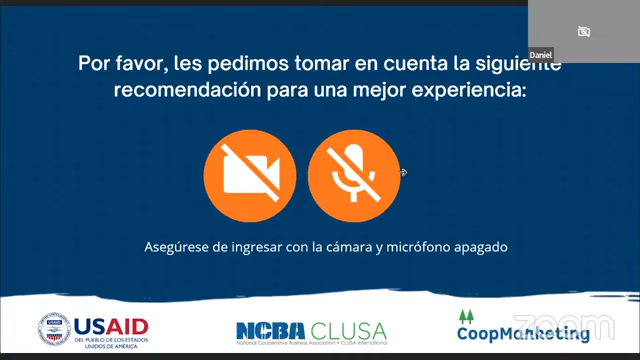 Daniel
Por favor, les pedimos tomar en cuenta la siguiente
recomendación para una mejor experiencia:
Asegúrese de ingresar con la cámara y micrófono apagado
USAID
DEL PUEBLO DE LOS ESTADOS
UNIDOS DE AMÉRICA
NCBA CLUSA
National Cooperative Business Association • CLUSA International
CoopMarketing
zoom